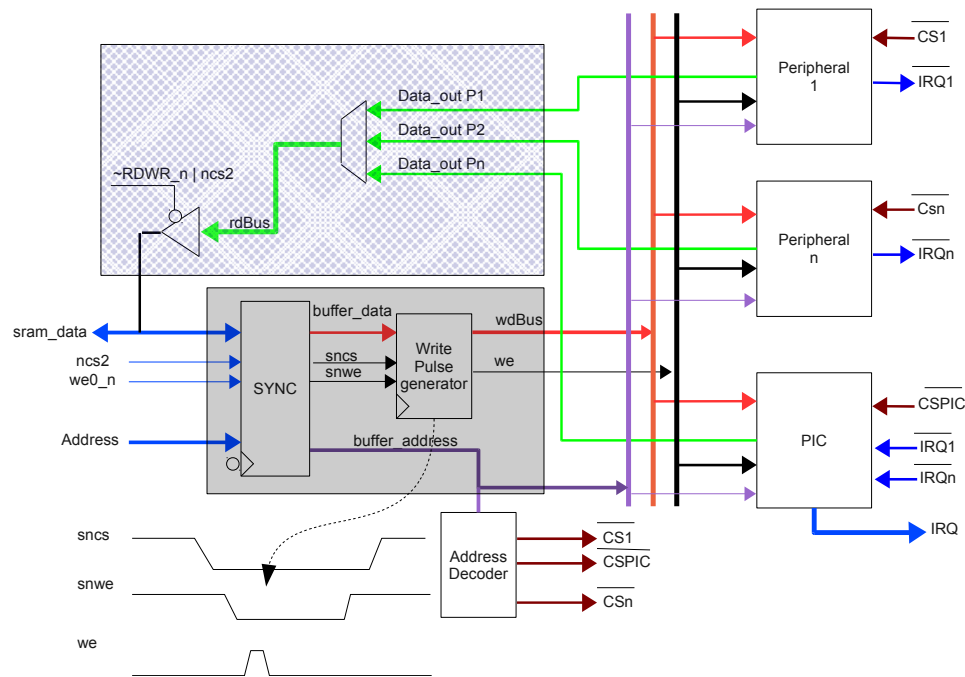 CS1
Peripheral
1
IRQ1
Data_out P1
Data_out P2
Data_out Pn
~RDWR_n | ncs2
rdBus
Csn
Peripheral
n
IRQn
buffer_data
wdBus
sram_data
ncs2
we0_n
SYNC
sncs
snwe
Write
Pulse
generator
we
Address
buffer_address
CSPIC
PIC
IRQ1
IRQn
IRQ
sncs
snwe
we
Address
Decoder
CS1
CSPIC
CSn